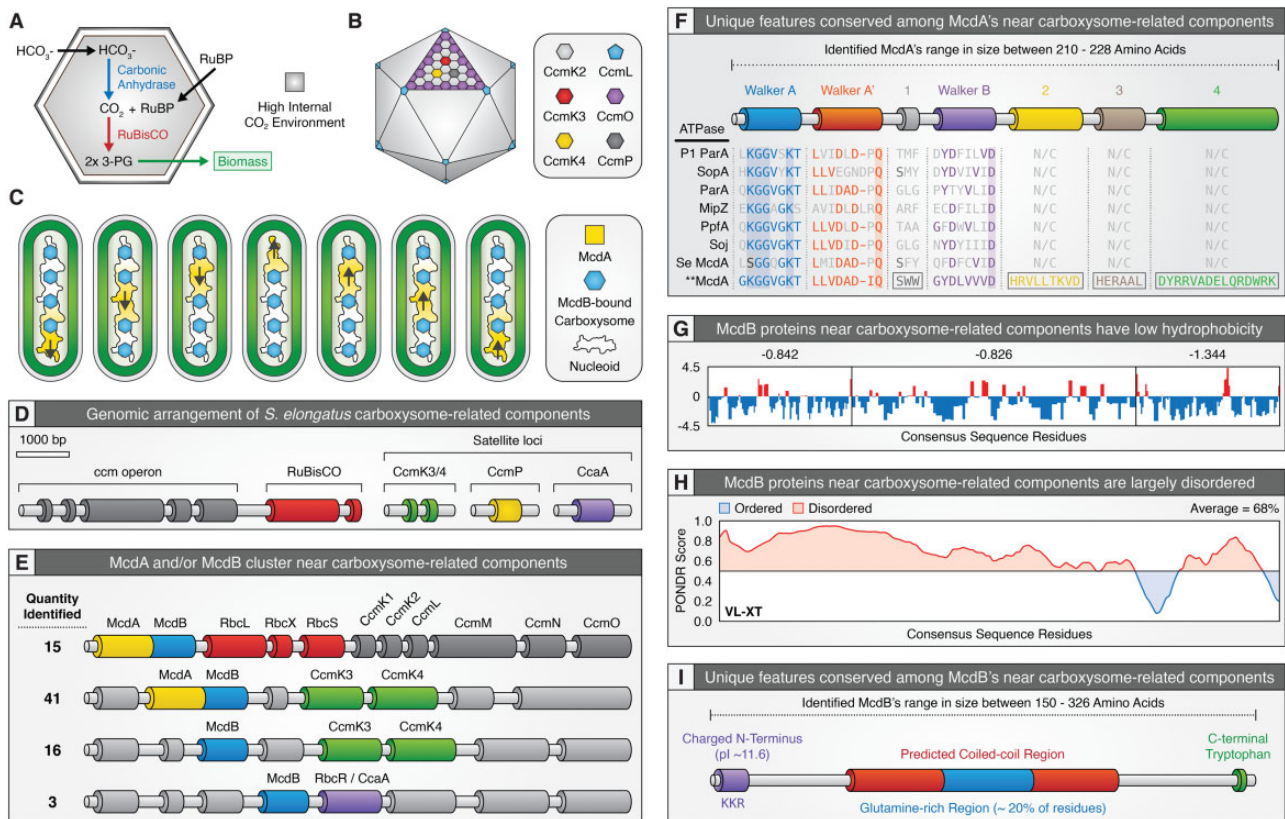 A
HCO3-
HCO3-
Carbonic
Anhydrase
RuBP
CO2 + RuBP
RuBisCO
2x 3-PG
Biomass
High Internal
CO2 Environment
B
CcmK2
CcmL
CcmK3
CcmO
CcmK4
CcmP
C
McdA
McdB-bound
Carboxysome
Nucleoid
D
Genomic arrangement of S. elongatus carboxysome-related components
1000 bp
Satellite loci
ccm operon
RuBisCO
CcmK3/4
CcmP
CcaA
E
McdA and/or McdB cluster near carboxysome-related components
Quantity
Identified
McdA McdB RbcL RbcX RbcS CcmK1 CcmK2 CcmL CcmM CcmN CcmO
15
McdA McdB CcmK3 CcmK4
41
McdB CcmK3 CcmK4
16
McdB RbcR / CcaA
3
F
Unique features conserved among McdA's near carboxysome-related components
Identified McdA's range in size between 210 - 228 Amino Acids
Walker A Walker A' 1 Walker B 2 3 4
ATPase
P1 ParA LKGGVSKT LVIDLD-PQ TMF DYDFILVD N/C N/C N/C
SopA HKGGVYKT LLVEGNDPQ SMY DYDVIVID N/C N/C N/C
ParA QKGGVGKT LLIDAD-PQ GLG PYTYVLID N/C N/C N/C
MipZ EKGGAGKS AVIDLDLRQ ARF ECDFILID N/C N/C N/C
PpfA QKGGVGKT LLVDLD-PQ TAA GFDWVLID N/C N/C N/C
Soj QKGGVGKT LLVDID-PQ GLG NYDYIIID N/C N/C N/C
Se McdA LSGGQGKT LMIDAD-PQ SFY QFDFCVID N/C N/C N/C
**McdA GKGGVGKT LLVDAD-IQ SWW GYDLVVVD HRVLLTKVD HERAAL DYRRVADELQRDWRK
G
McdB proteins near carboxysome-related components have low hydrophobicity
-0.842 -0.826 -1.344
4.5
0
-4.5
Consensus Sequence Residues
H
McdB proteins near carboxysome-related components are largely disordered
Ordered Disordered Average = 68%
PONDR Score
1.0
0.8
0.6
0.4
0.2
0.0
VL-XT
Consensus Sequence Residues
I
Unique features conserved among McdB's near carboxysome-related components
Identified McdB's range in size between 150 - 326 Amino Acids
Charged N-Terminus
(pI ~11.6)
Predicted Coiled-coil Region
C-terminal
Tryptophan
KKR
Glutamine-rich Region (~ 20% of residues)